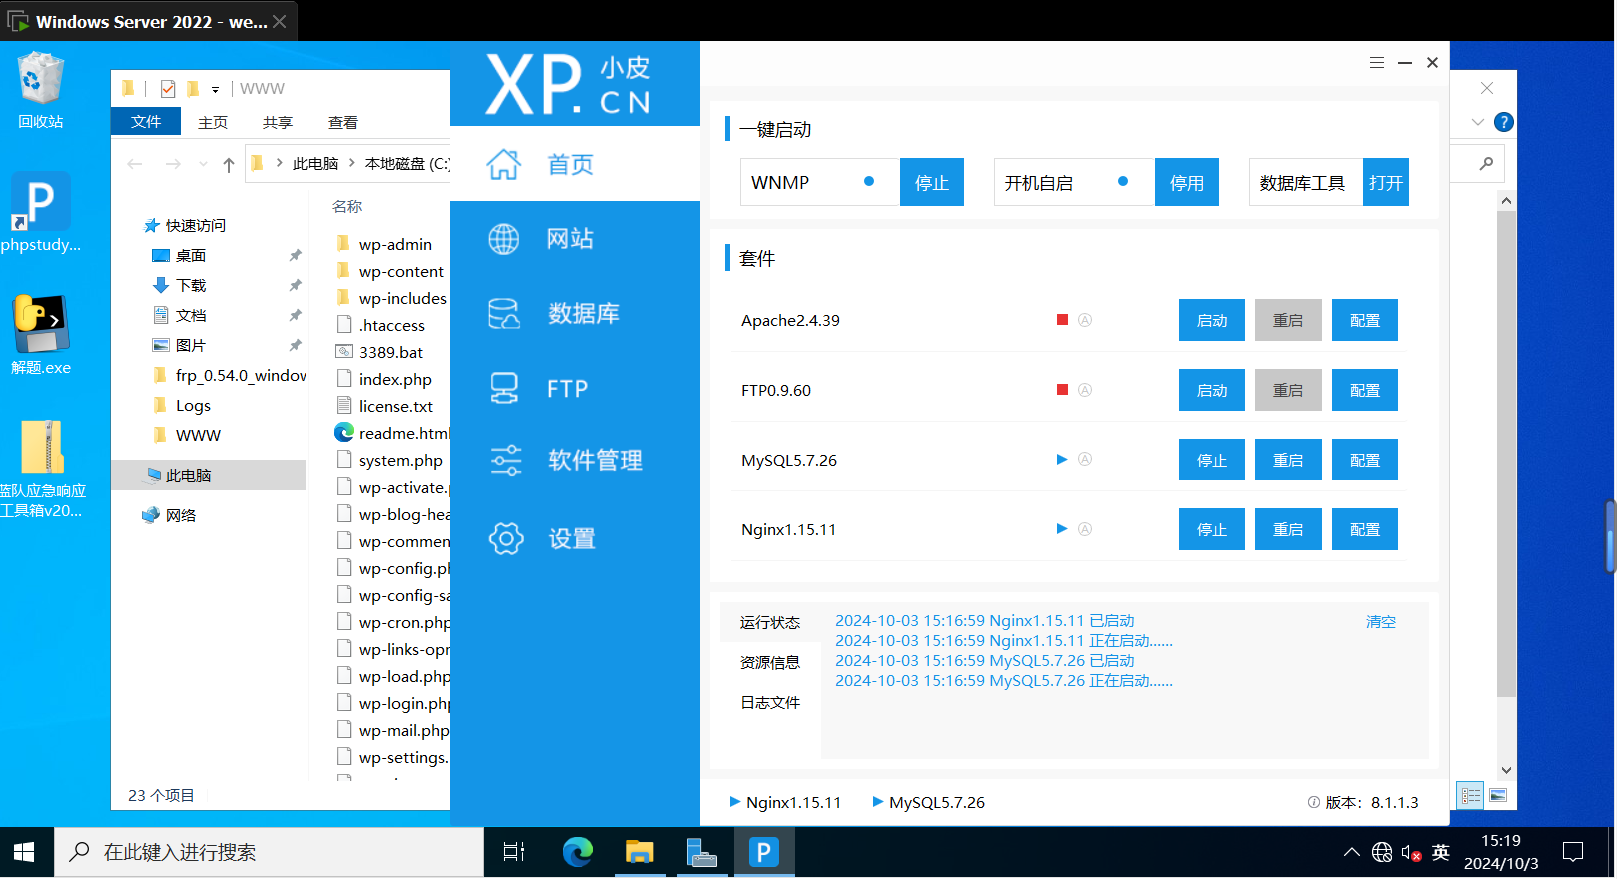 Windows Server 2022 - we...
回收站
phpstudy...
解题.exe
蓝队应急响应
工具箱v20...
WWW
文件
主页
共享
查看
此电脑
本地磁盘 (C:)
名称
快速访问
桌面
下载
文档
图片
frp_0.54.0_window
Logs
WWW
此电脑
网络
wp-admin
wp-content
wp-includes
.htaccess
3389.bat
index.php
license.txt
readme.html
system.php
wp-activate.
wp-blog-hea
wp-commen
wp-config.ph
wp-config-sa
wp-cron.php
wp-links-opr
wp-load.php
wp-login.php
wp-mail.php
wp-settings.
23 个项目
XP.CN
小皮
首页
网站
数据库
FTP
软件管理
设置
一键启动
WNMP
停止
开机自启
停用
数据库工具
打开
套件
Apache2.4.39
启动
重启
配置
FTP0.9.60
启动
重启
配置
MySQL5.7.26
停止
重启
配置
Nginx1.15.11
停止
重启
配置
运行状态
资源信息
日志文件
2024-10-03 15:16:59 Nginx1.15.11 已启动
2024-10-03 15:16:59 Nginx1.15.11 正在启动......
2024-10-03 15:16:59 MySQL5.7.26 已启动
2024-10-03 15:16:59 MySQL5.7.26 正在启动......
清空
Nginx1.15.11
MySQL5.7.26
版本：8.1.1.3
在此键入进行搜索
英
15:19
2024/10/3